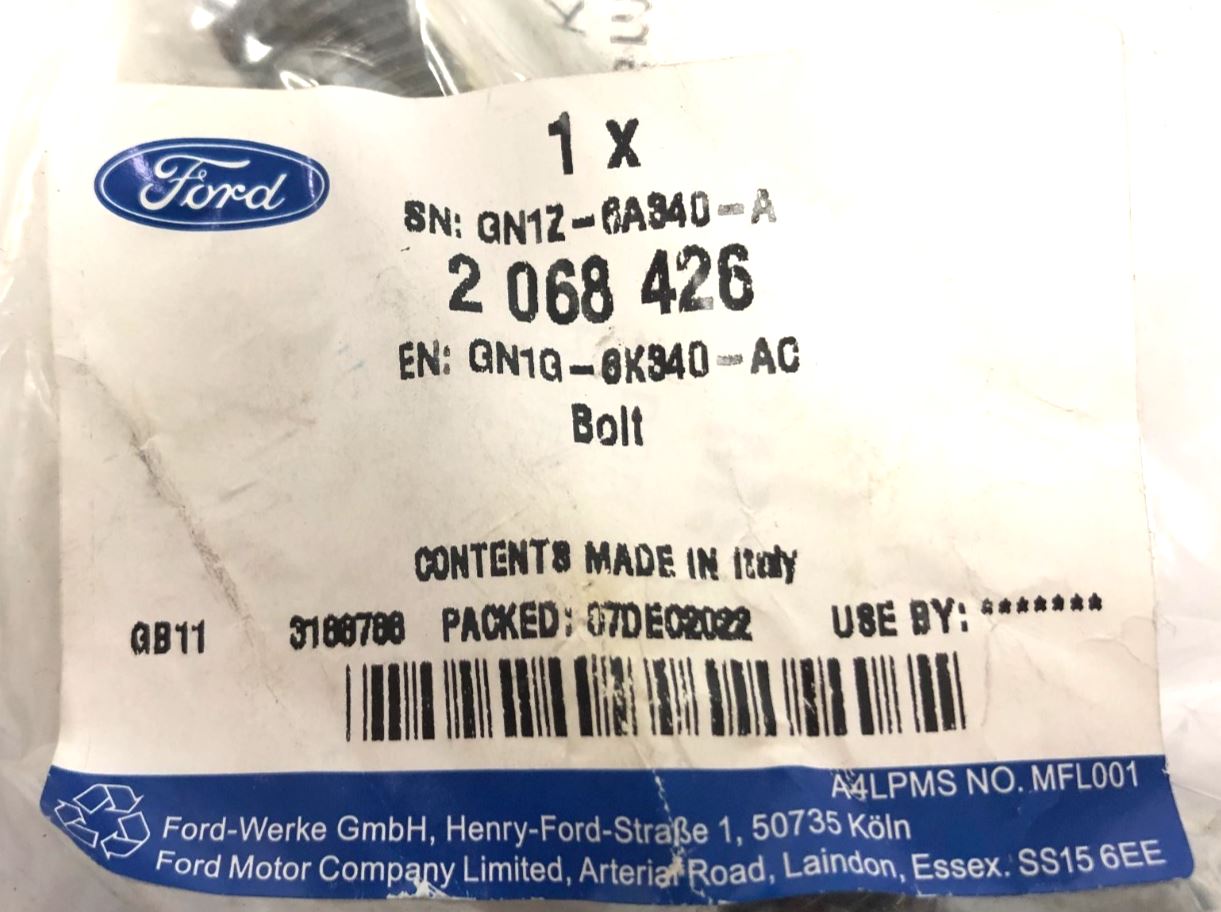 Ford
1 X
SN: GN1Z-6A340-A
2 068 426
EN: GN1G-6K340-AC
Bolt
CONTENTS MADE IN Italy
GB11 3188788 PACKED: 07DEC2022 USE BY: *******
A4LPMS NO. MFL001
Ford-Werke GmbH, Henry-Ford-Straße 1, 50735 Köln
Ford Motor Company Limited, Arterial Road, Laindon, Essex. SS15 6EE